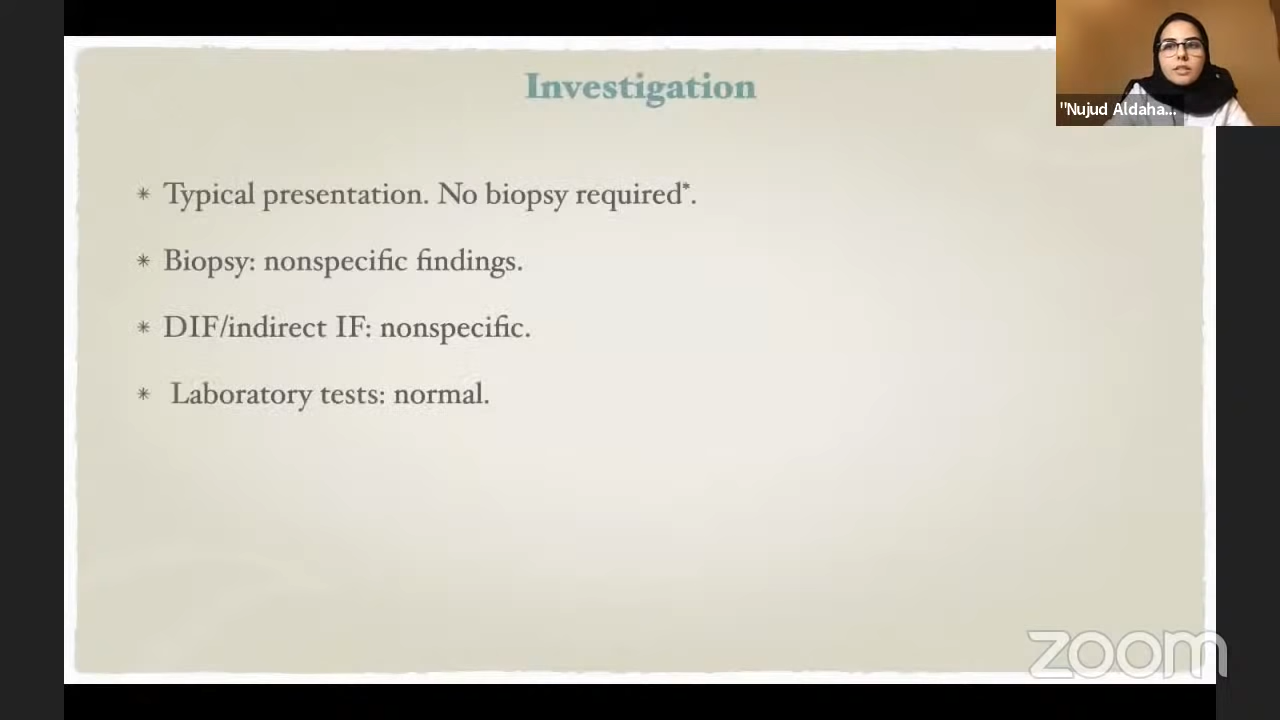 Investigation
"Nujud Aldaha...
* Typical presentation. No biopsy required*.
* Biopsy: nonspecific findings.
* DIF/indirect IF: nonspecific.
* Laboratory tests: normal.
zoom